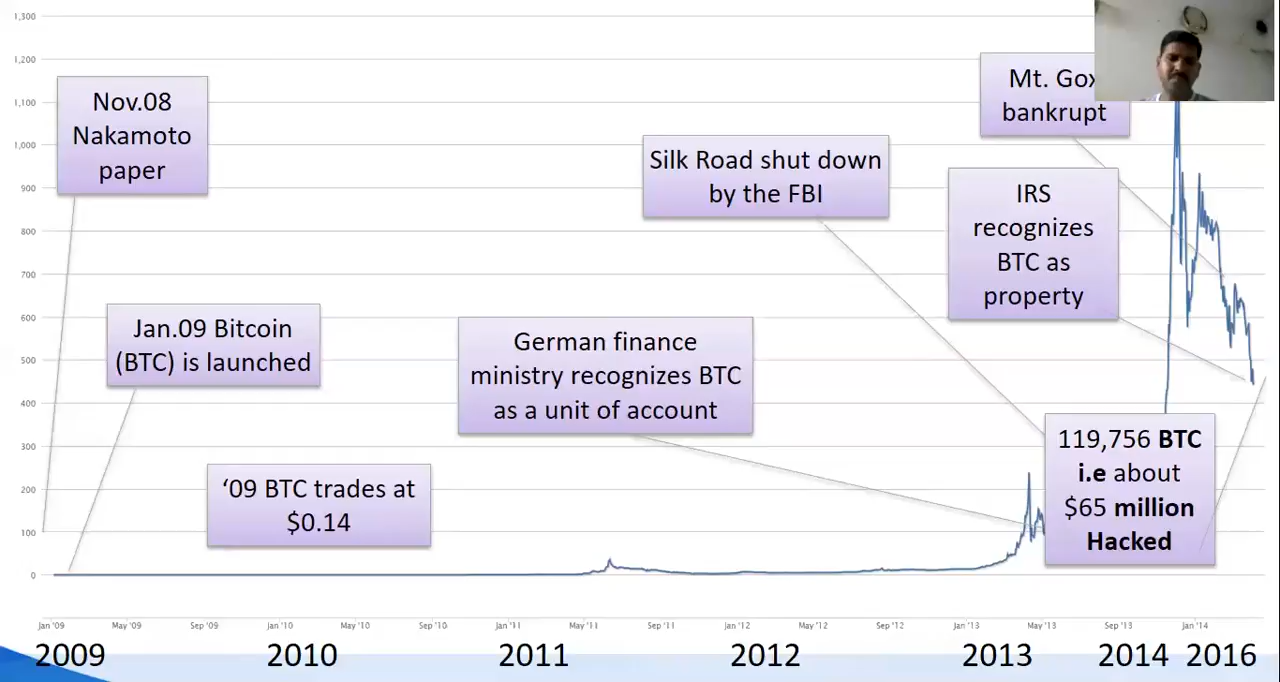 1,300
1,200
1,100
1,000
900
800
700
600
500
400
300
200
100
0
Nov.08
Nakamoto
paper
Jan.09 Bitcoin
(BTC) is launched
‘09 BTC trades at
$0.14
German finance
ministry recognizes BTC
as a unit of account
Silk Road shut down
by the FBI
Mt. Gox
bankrupt
IRS
recognizes
BTC as
property
119,756 BTC
i.e about
$65 million
Hacked
Jan '09 May '09 Sep '09 Jan '10 May '10 Sep '10 Jan '11 May '11 Sep '11 Jan '12 May '12 Sep '12 Jan '13 May '13 Sep '13 Jan '14
2009 2010 2011 2012 2013 2014 2016